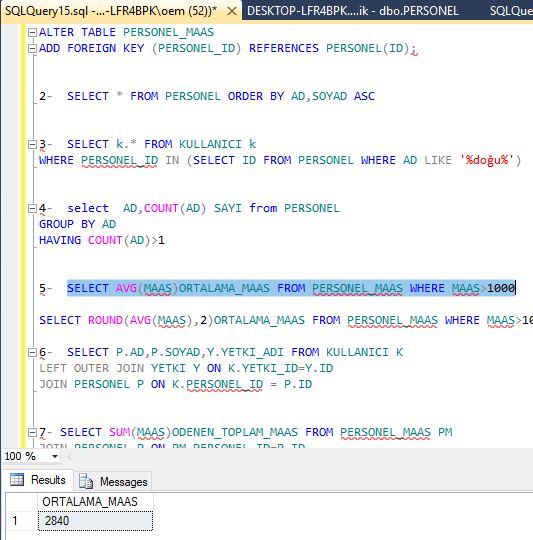 SQLQuery15.sql -...-LFR4BPK\oem (52))*
DESKTOP-LFR4BPK....ik - dbo.PERSONEL
SQLQue
ALTER TABLE PERSONEL_MAAS
ADD FOREIGN KEY (PERSONEL_ID) REFERENCES PERSONEL(ID);
2- SELECT * FROM PERSONEL ORDER BY AD,SOYAD ASC
3- SELECT k.* FROM KULLANICI k
WHERE PERSONEL_ID IN (SELECT ID FROM PERSONEL WHERE AD LIKE '%doğu%')
4- select AD,COUNT(AD) SAYI from PERSONEL
GROUP BY AD
HAVING COUNT(AD)>1
5- SELECT AVG(MAAS)ORTALAMA_MAAS FROM PERSONEL_MAAS WHERE MAAS>1000
SELECT ROUND(AVG(MAAS),2)ORTALAMA_MAAS FROM PERSONEL_MAAS WHERE MAAS>10
6- SELECT P.AD,P.SOYAD,Y.YETKI_ADI FROM KULLANICI K
LEFT OUTER JOIN YETKI Y ON K.YETKI_ID=Y.ID
JOIN PERSONEL P ON K.PERSONEL_ID = P.ID
7- SELECT SUM(MAAS)ODENEN_TOPLAM_MAAS FROM PERSONEL_MAAS PM
JOIN PERSONEL P ON PM.PERSONEL_ID=P.ID
100 %
Results
Messages
ORTALAMA_MAAS
1 2840